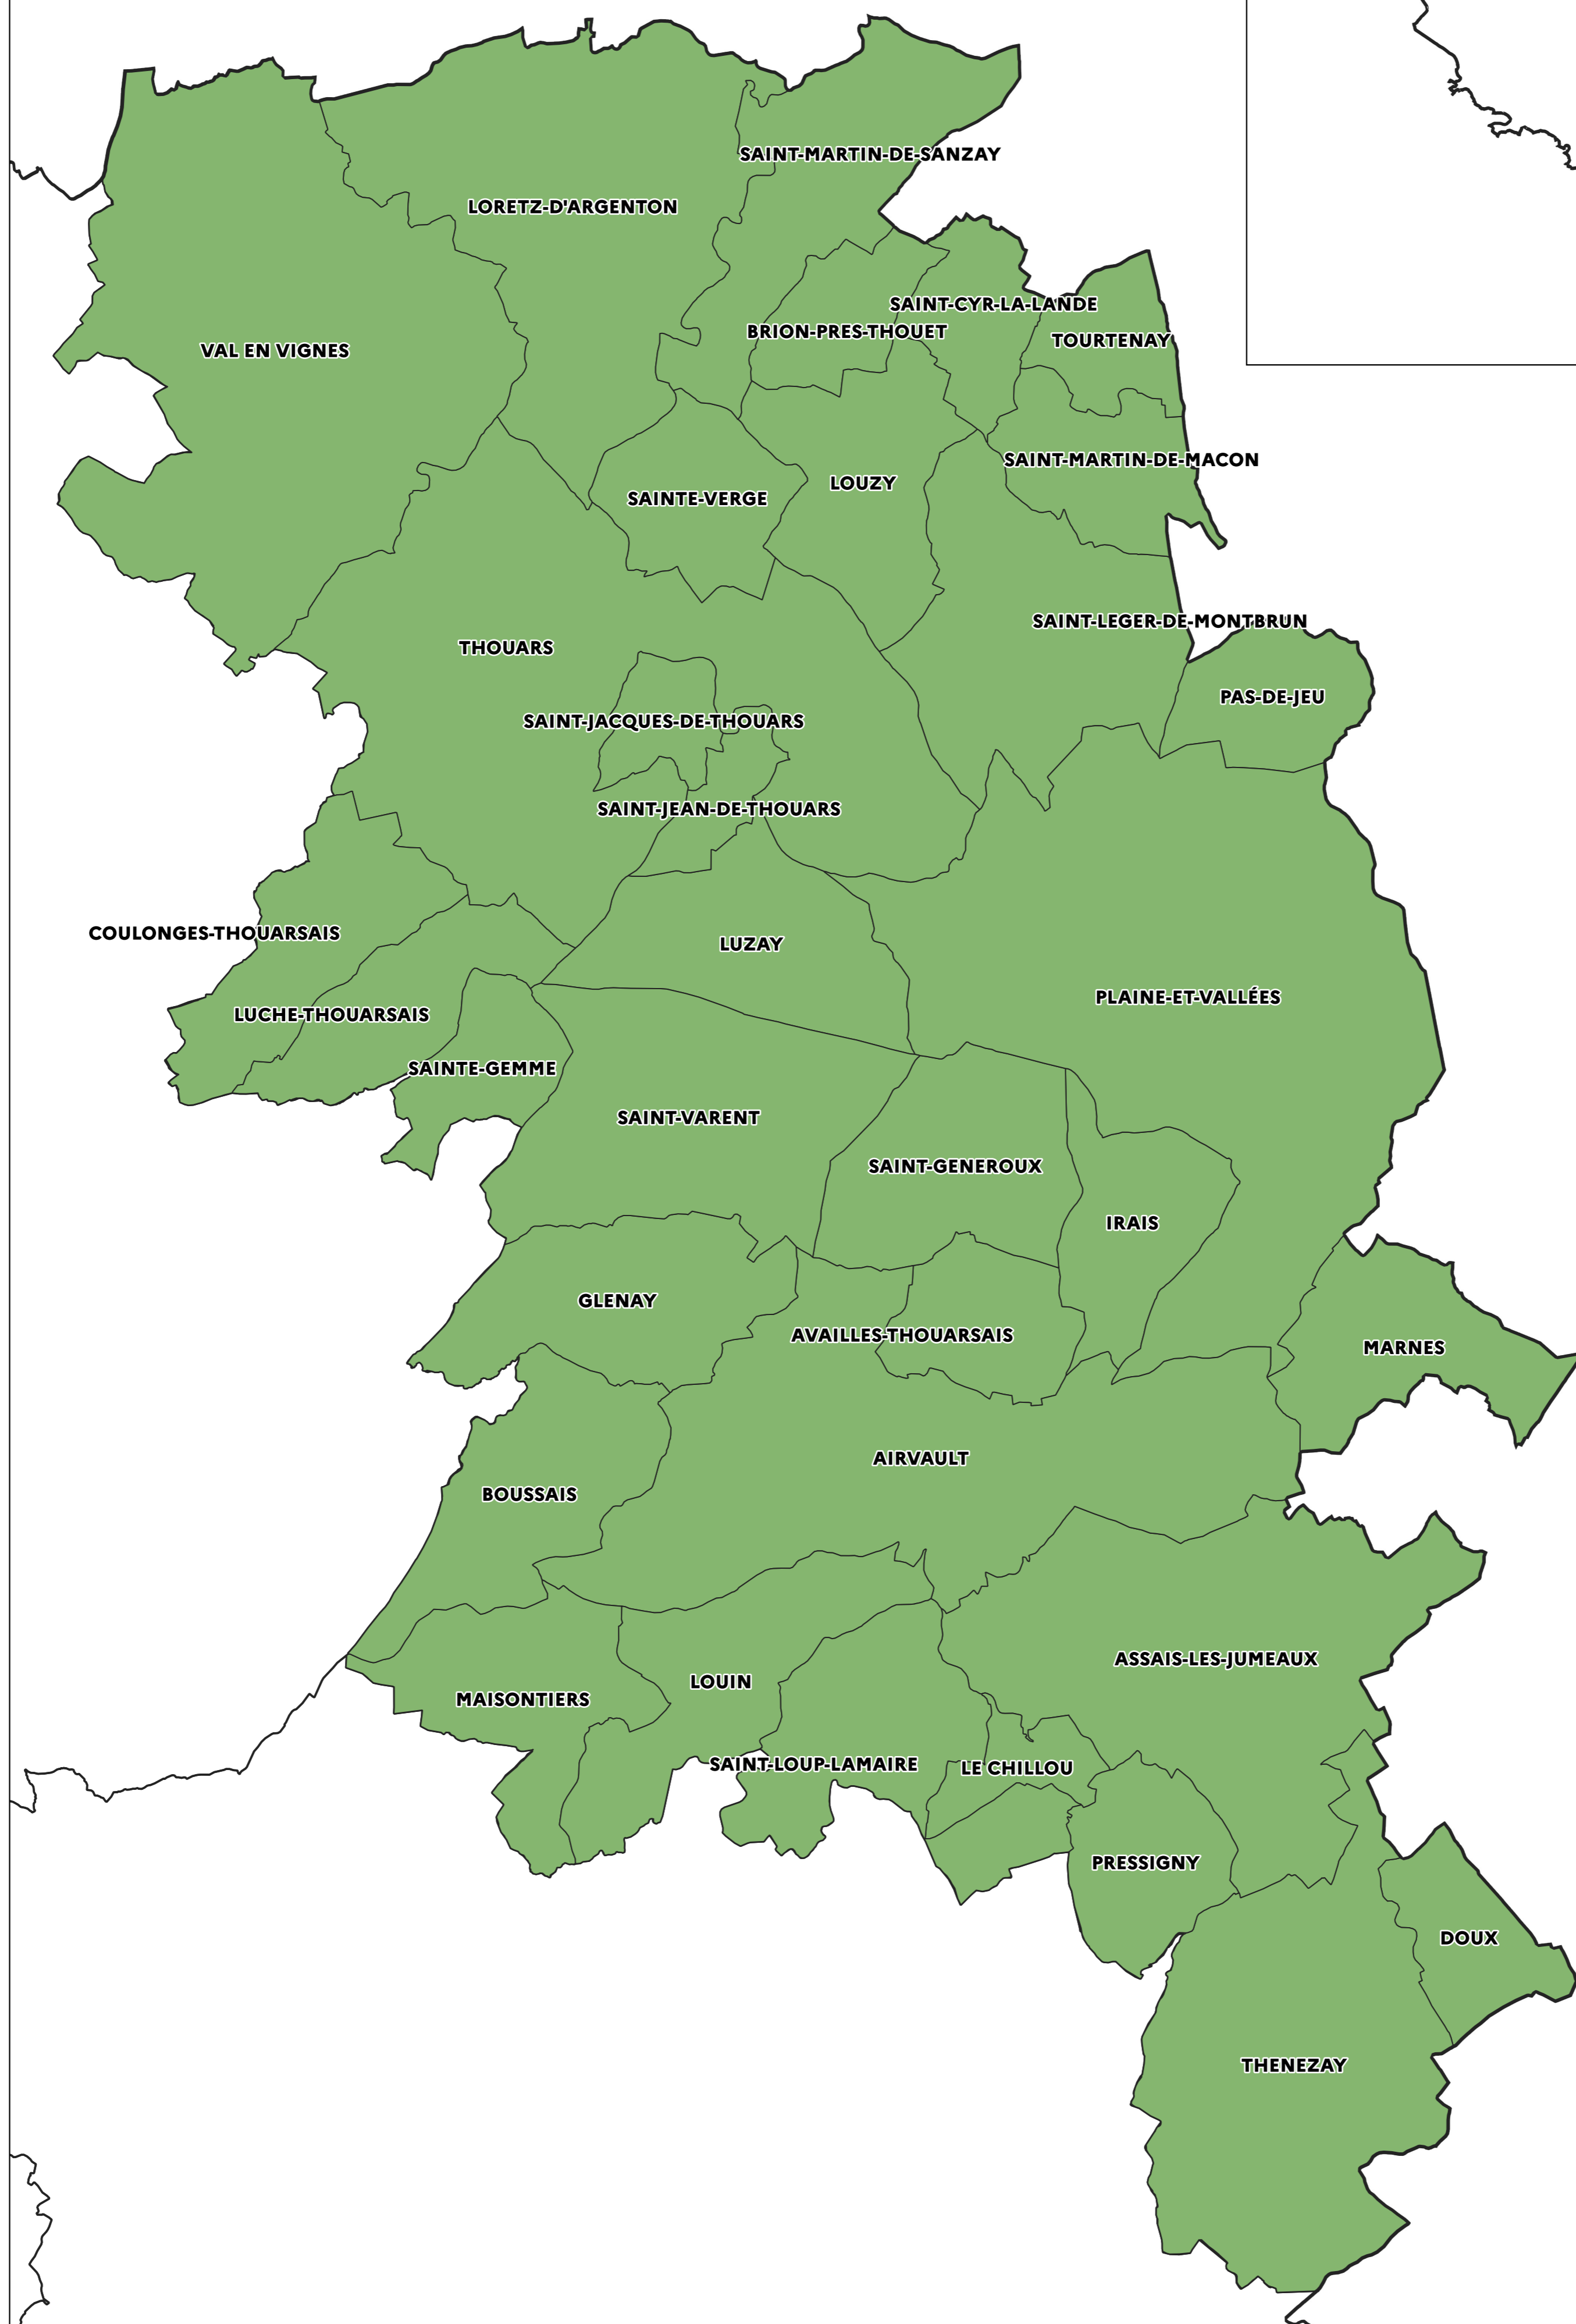 SAINT-MARTIN-DE-SANZAY
LORETZ-D'ARGENTON
SAINT-CYR-LA-LANDE
BRION-PRES-THOUET
TOURTENAY
VAL EN VIGNES
SAINT-MARTIN-DE-MACON
LOUZY
SAINTE-VERGE
SAINT-LEGER-DE-MONTBRUN
THOUARS
PAS-DE-JEU
SAINT-JACQUES-DE-THOUARS
SAINT-JEAN-DE-THOUARS
COULONGES-THOUARSAIS
LUZAY
PLAINE-ET-VALLÉES
LUCHE-THOUARSAIS
SAINTE-GEMME
SAINT-VARENT
SAINT-GENEROUX
IRAIS
GLENAY
AVAILLES-THOUARSAIS
MARNES
AIRVAULT
BOUSSAIS
ASSAIS-LES-JUMEAUX
LOUIN
MAISONTIERS
SAINT-LOUP-LAMAIRE
LE CHILLOU
PRESSIGNY
DOUX
THENEZAY